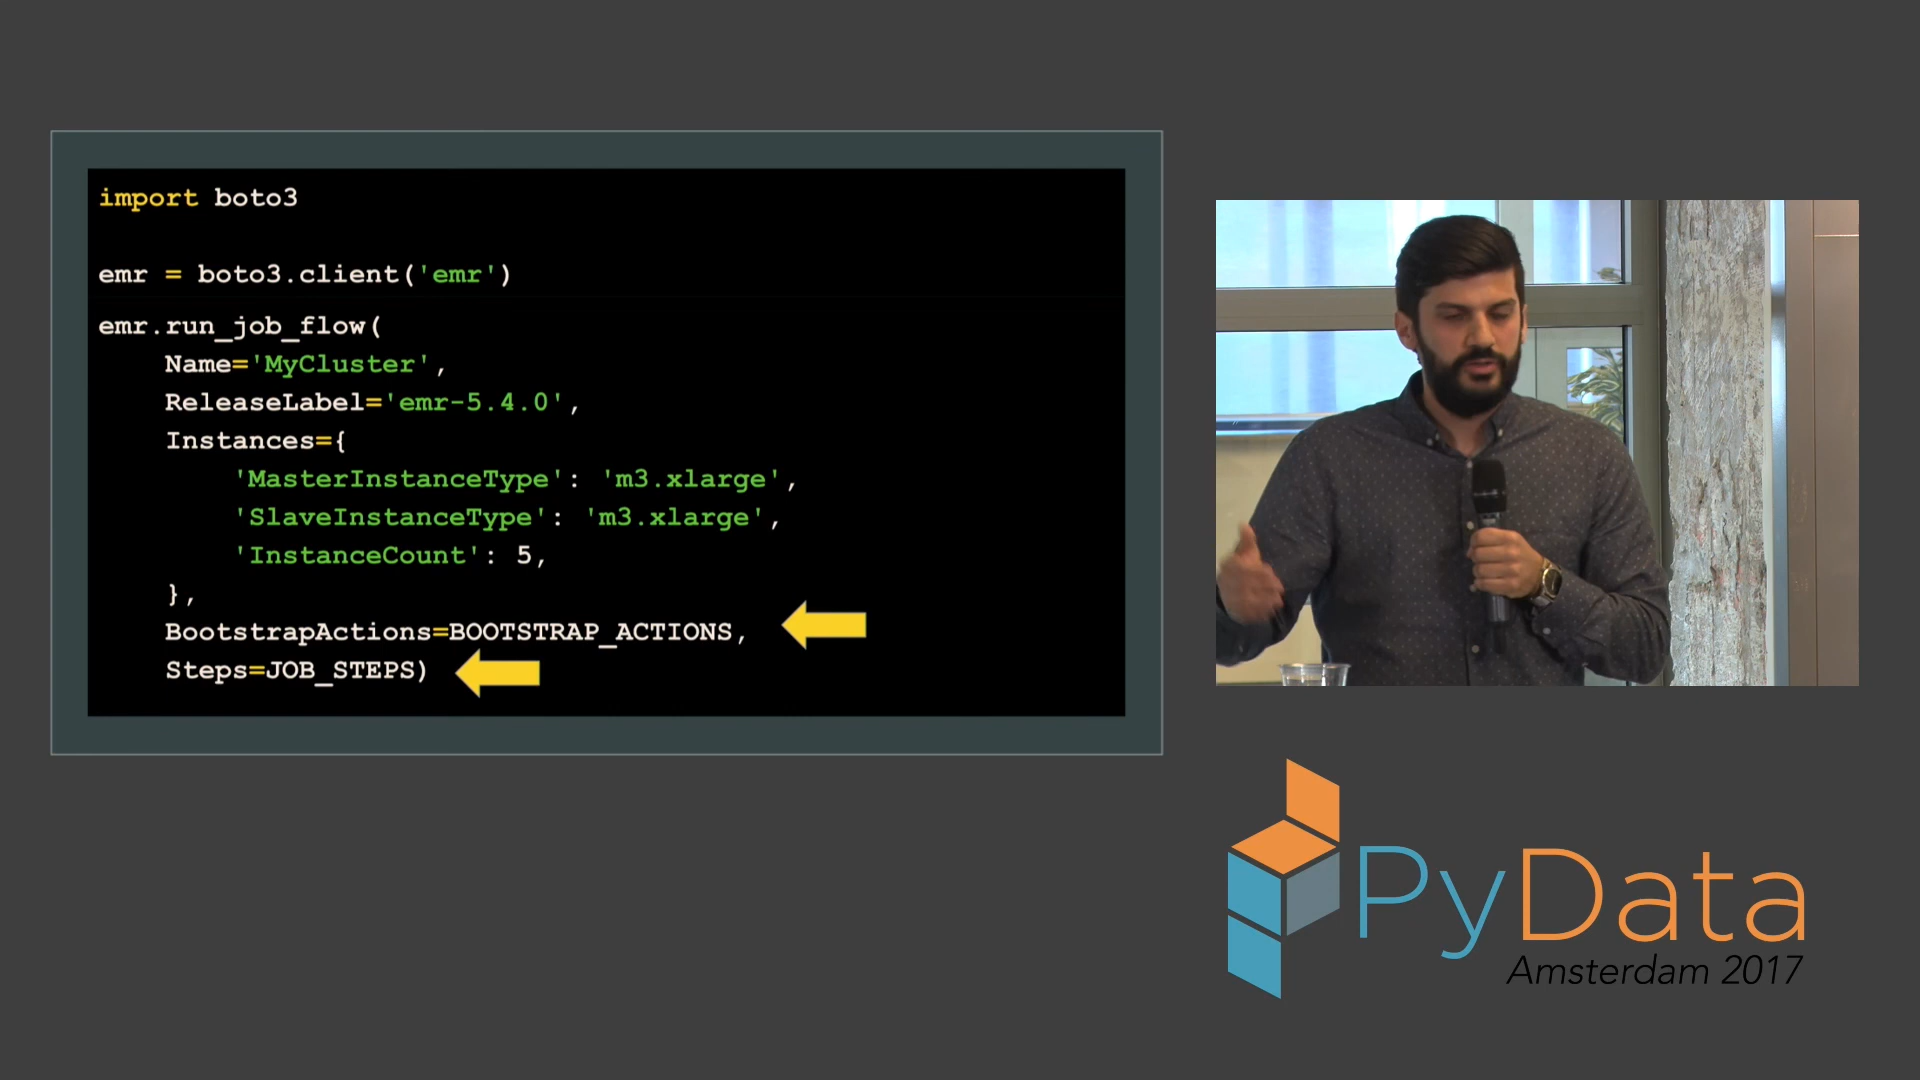 import boto3
emr = boto3.client('emr')
emr.run_job_flow(
Name='MyCluster',
ReleaseLabel='emr-5.4.0',
Instances={
'MasterInstanceType': 'm3.xlarge',
'SlaveInstanceType': 'm3.xlarge',
'InstanceCount': 5,
},
BootstrapActions=BOOTSTRAP_ACTIONS,
Steps=JOB_STEPS)
PyData
Amsterdam 2017